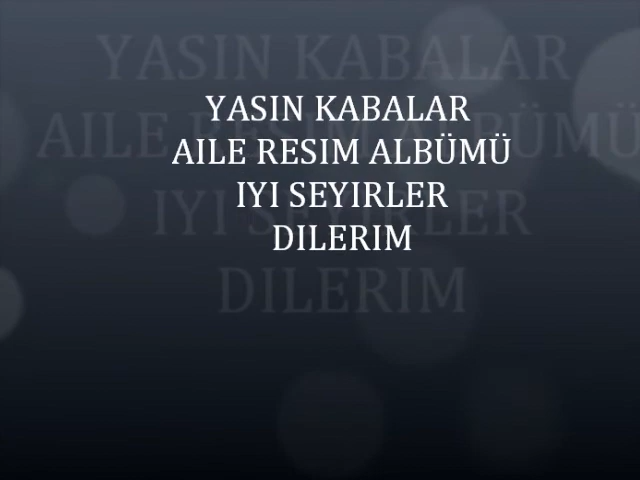 YASIN KABALAR
AILE RESIM ALBÜMÜ
IYI SEYIRLER
DILERIM